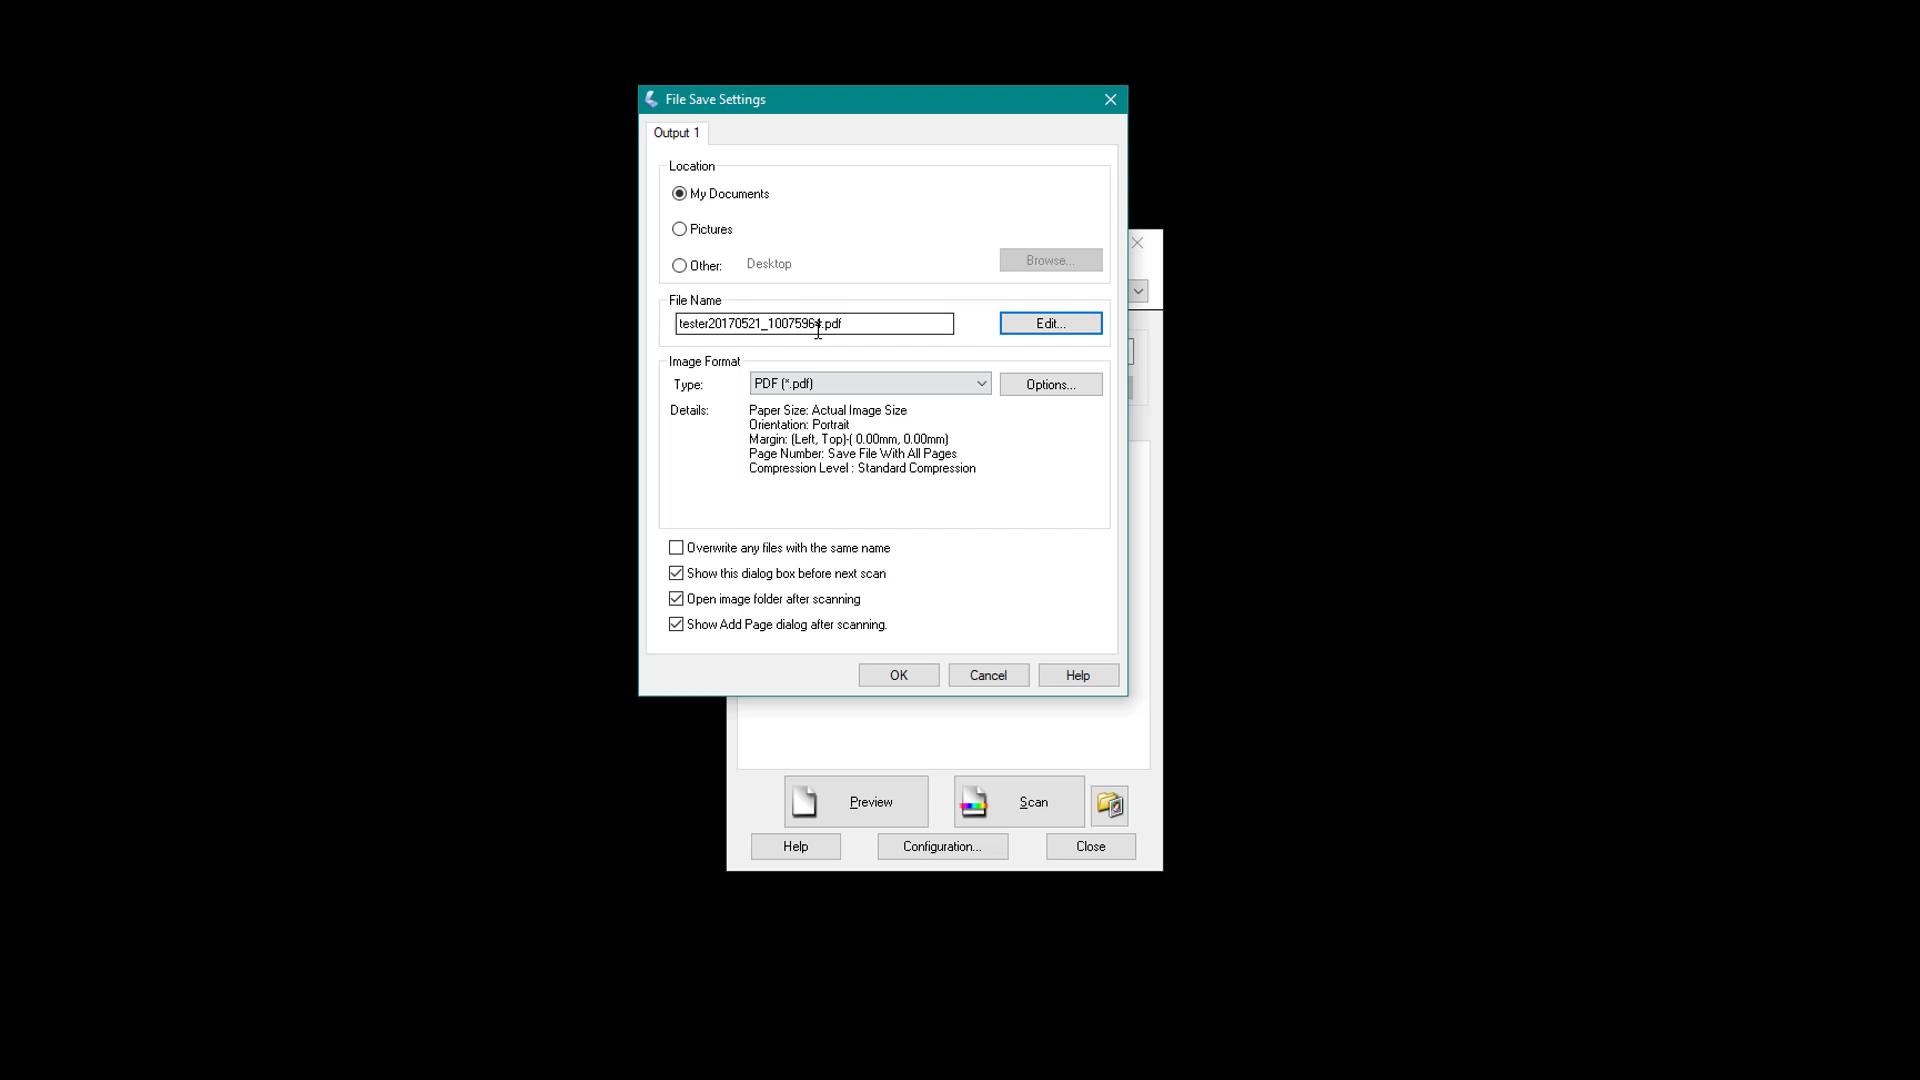 File Save Settings
Output 1
Location
My Documents
Pictures
Other: Desktop Browse...
File Name
tester20170521_10075964.pdf Edit...
Image Format
Type: PDF (*.pdf) Options...
Details: Paper Size: Actual Image Size
Orientation: Portrait
Margin: (Left, Top)-( 0.00mm, 0.00mm)
Page Number: Save File With All Pages
Compression Level : Standard Compression
Overwrite any files with the same name
Show this dialog box before next scan
Open image folder after scanning
Show Add Page dialog after scanning.
OK Cancel Help
Preview Scan
Help Configuration... Close